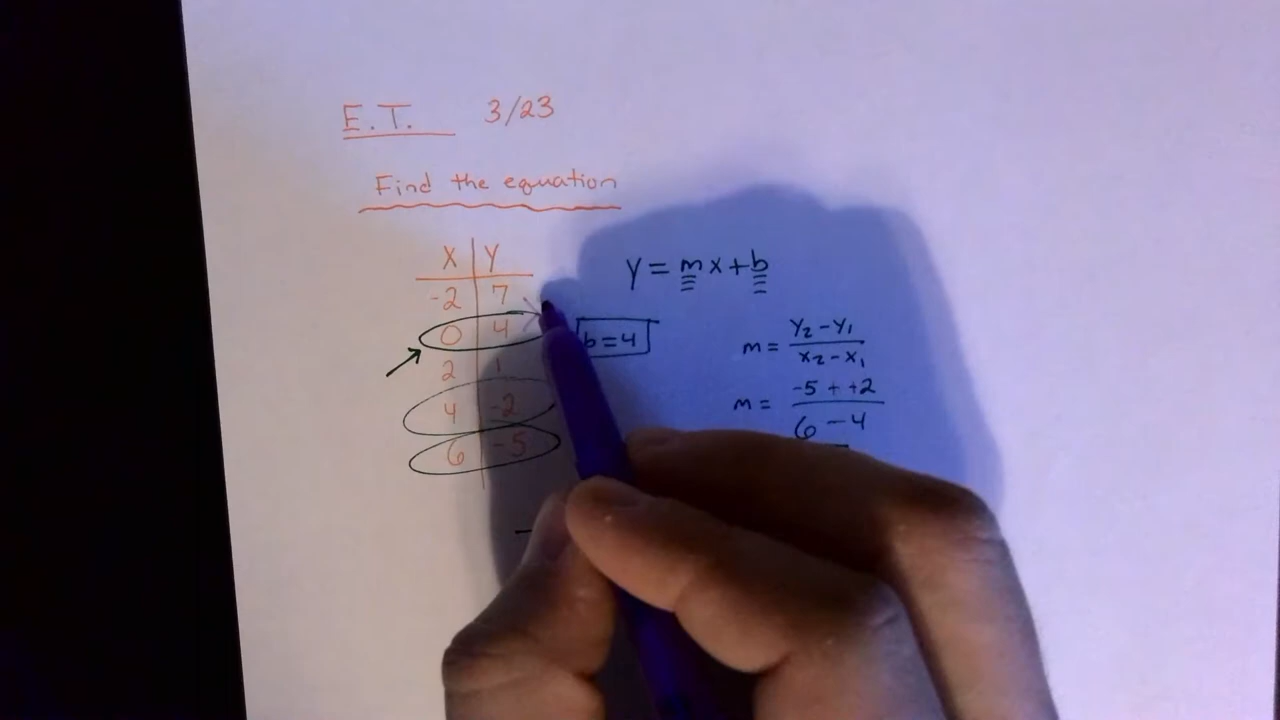 E.T. 3/23
Find the equation
X Y
-2 7
0 4
2 1
4 -2
6 -5
y = mx+b
b=4
m = y₂-y₁ / x₂-x₁
m = -5 + +2 / 6 - 4